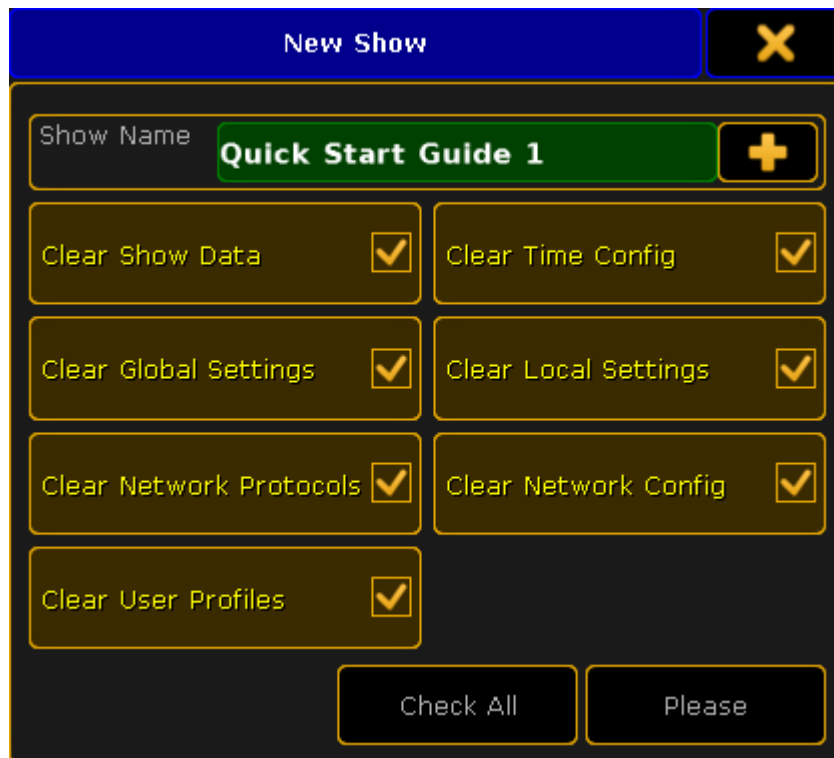 New Show
Show Name
Quick Start Guide 1
Clear Show Data
Clear Time Config
Clear Global Settings
Clear Local Settings
Clear Network Protocols
Clear Network Config
Clear User Profiles
Check All
Please